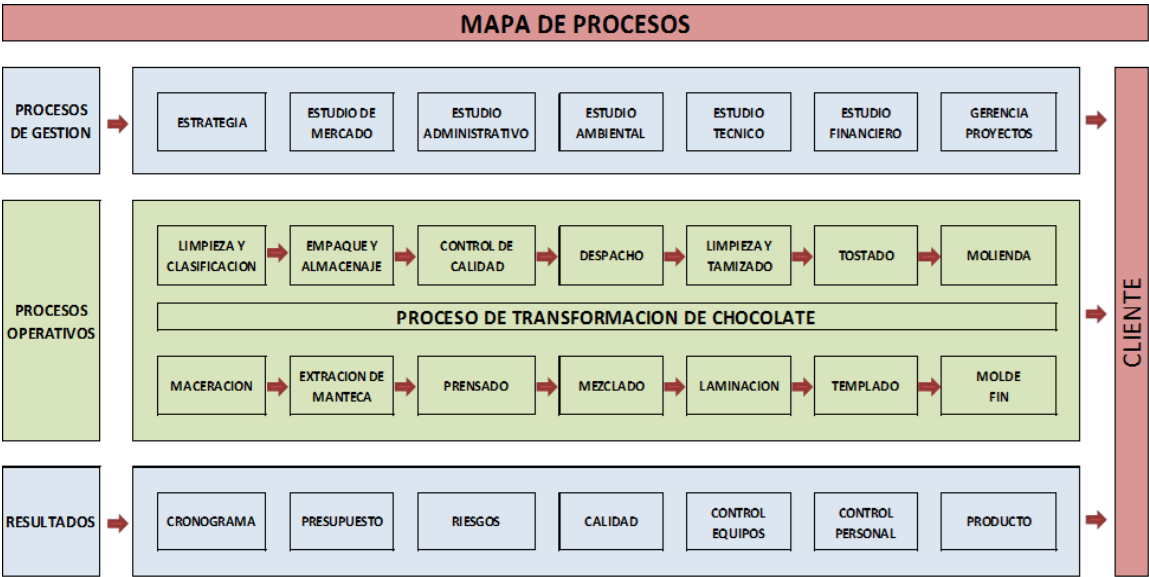 MAPA DE PROCESOS
PROCESOS
DE GESTION
ESTRATEGIA
ESTUDIO DE
MERCADO
ESTUDIO
ADMINISTRATIVO
ESTUDIO
AMBIENTAL
ESTUDIO
TECNICO
ESTUDIO
FINANCIERO
GERENCIA
PROYECTOS
PROCESOS
OPERATIVOS
LIMPIEZA Y
CLASIFICACION
EMPAQUE Y
ALMACENAJE
CONTROL DE
CALIDAD
DESPACHO
LIMPIEZA Y
TAMIZADO
TOSTADO
MOLIENDA
PROCESO DE TRANSFORMACION DE CHOCOLATE
MACERACION
EXTRACION DE
MANTECA
PRENSADO
MEZCLADO
LAMINACION
TEMPLADO
MOLDE
FIN
RESULTADOS
CRONOGRAMA
PRESUPUESTO
RIESGOS
CALIDAD
CONTROL
EQUIPOS
CONTROL
PERSONAL
PRODUCTO
CLIENTE